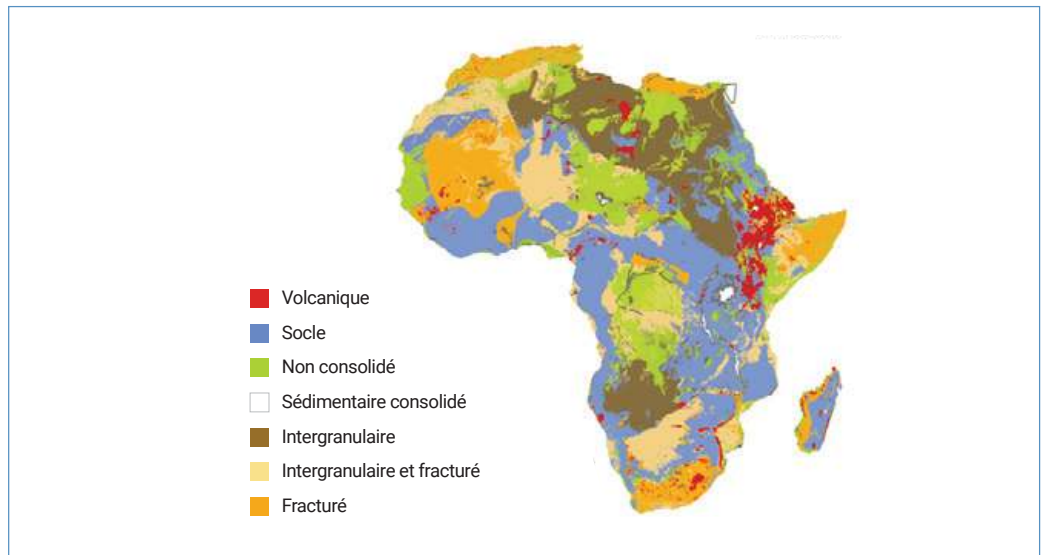 Volcanique
Socle
Non consolidé
Sédimentaire consolidé
Intergranulaire
Intergranulaire et fracturé
Fracturé